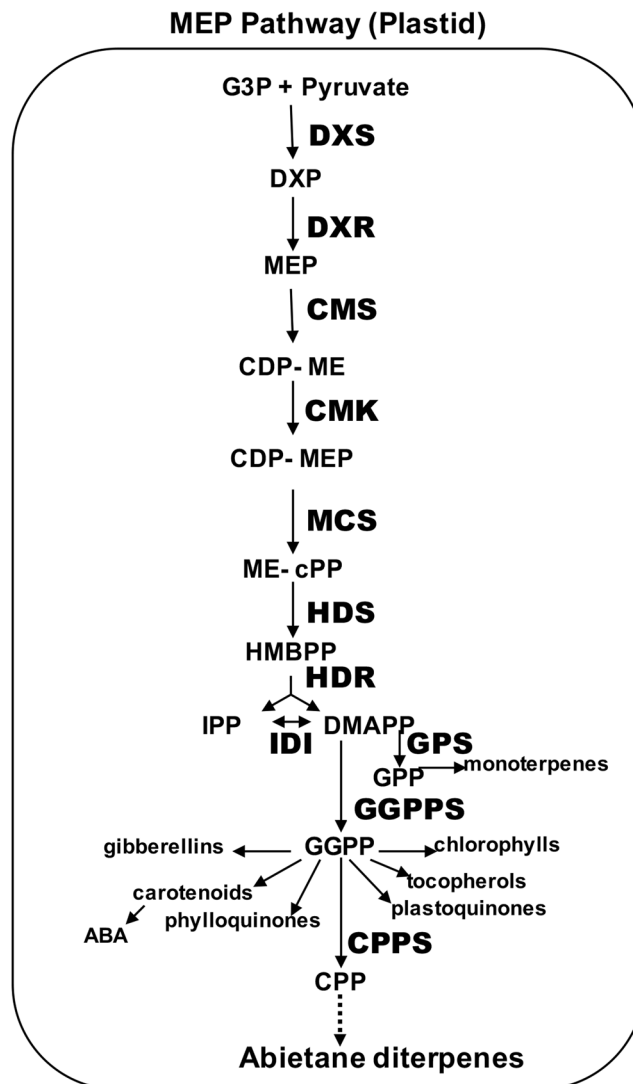 MEP Pathway (Plastid)
G3P + Pyruvate
DXS
DXP
DXR
MEP
CMS
CDP- ME
CMK
CDP- MEP
MCS
ME- cPP
HDS
HMBPP
HDR
IPP
DMAPP
IDI
GPS
GPP
monoterpenes
GGPPS
gibberellins
GGPP
chlorophylls
carotenoids
tocopherols
phylloquinones
plastoquinones
ABA
CPPS
CPP
Abietane diterpenes